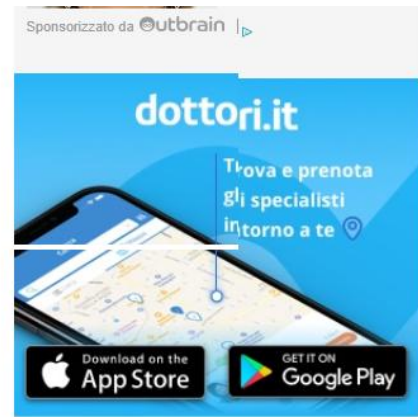 Sponsorizzato da Outbrain |
dottori.it
Trova e prenota
gli specialisti
intorno a te
Download on the
App Store
GET IT ON
Google Play